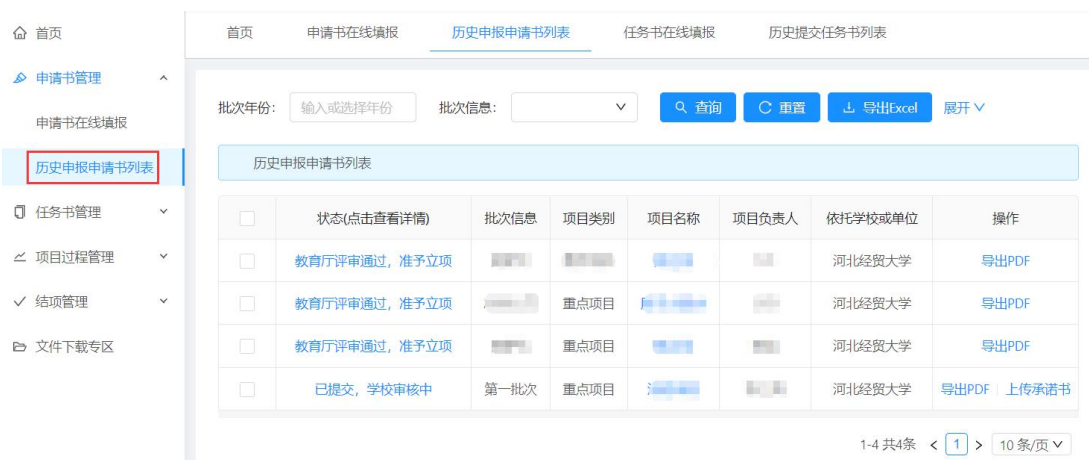 首页
申请书管理
申请书在线填报
历史申报申请书列表
任务书管理
项目过程管理
结项管理
文件下载专区
首页 申请书在线填报 历史申报申请书列表 任务书在线填报 历史提交任务书列表
批次年份: 输入或选择年份 批次信息: 查询 重置 导出Excel 展开
历史申报申请书列表
状态(点击查看详情) 批次信息 项目类别 项目名称 项目负责人 依托学校或单位 操作
教育厅评审通过，准予立项 河北经贸大学 导出PDF
教育厅评审通过，准予立项 重点项目 河北经贸大学 导出PDF
教育厅评审通过，准予立项 重点项目 河北经贸大学 导出PDF
已提交，学校审核中 第一批次 重点项目 河北经贸大学 导出PDF 上传承诺书
1-4 共4条 < 1 > 10 条/页